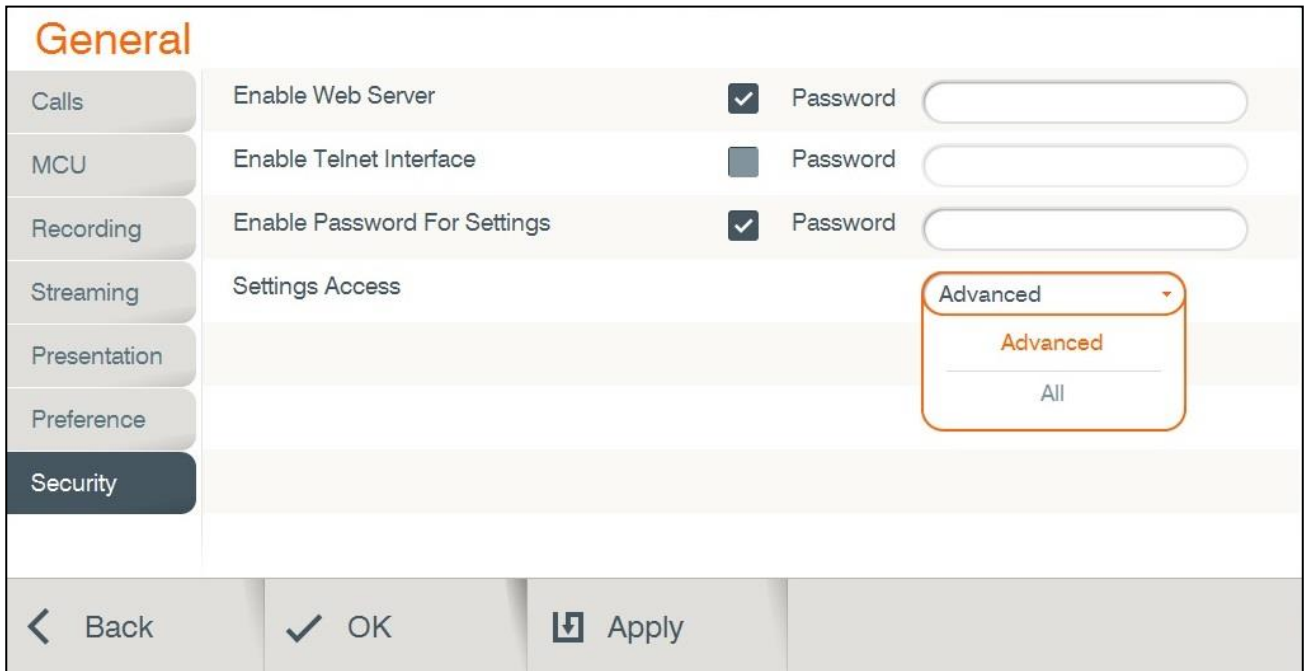 General
Calls
MCU
Recording
Streaming
Presentation
Preference
Security
Enable Web Server Password
Enable Telnet Interface Password
Enable Password For Settings Password
Settings Access Advanced
Advanced
All
Back OK Apply